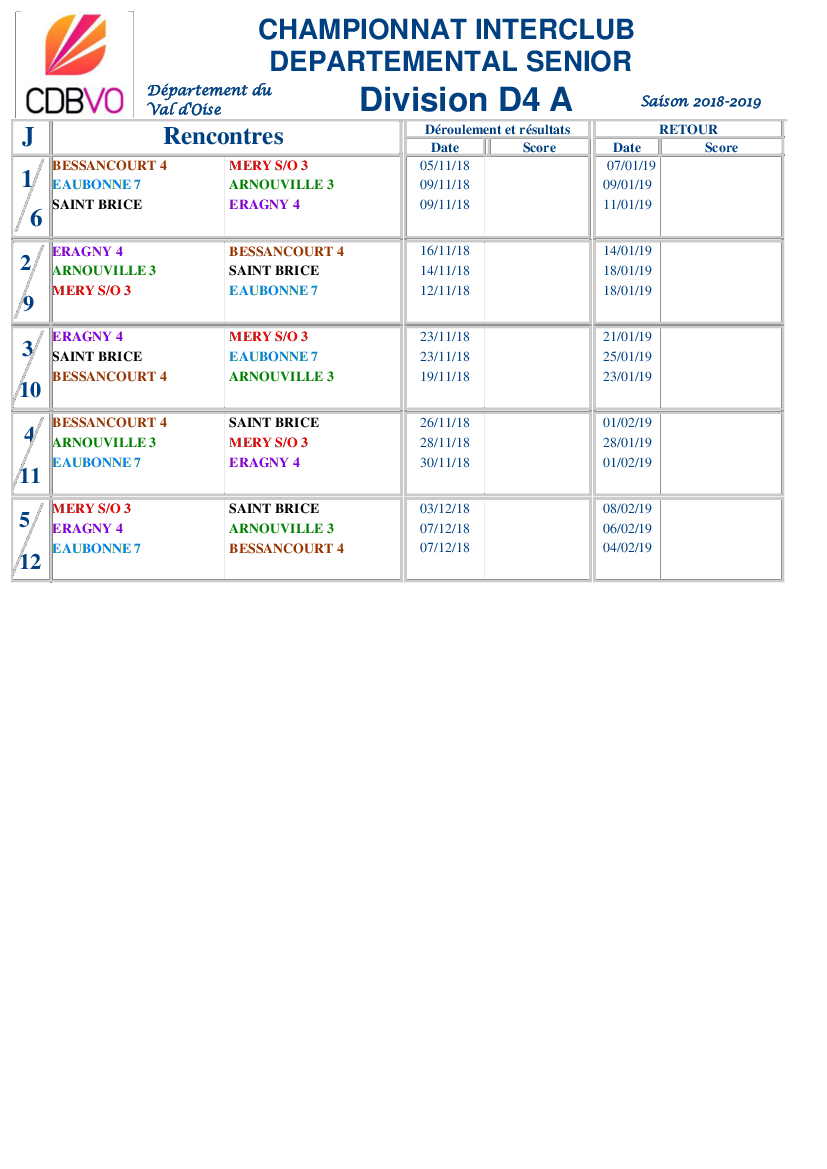 CHAMPIONNAT INTERCLUB
DEPARTEMENTAL SENIOR
CDBVO
Département du
Val d'Oise
Division D4 A
Saison 2018-2019
J Rencontres Déroulement et résultats RETOUR
Date Score Date Score
1/6
BESSANCOURT 4 MERY S/O 3 05/11/18 07/01/19
EAUBONNE 7 ARNOUVILLE 3 09/11/18 09/01/19
SAINT BRICE ERAGNY 4 09/11/18 11/01/19
2/9
ERAGNY 4 BESSANCOURT 4 16/11/18 14/01/19
ARNOUVILLE 3 SAINT BRICE 14/11/18 18/01/19
MERY S/O 3 EAUBONNE 7 12/11/18 18/01/19
3/10
ERAGNY 4 MERY S/O 3 23/11/18 21/01/19
SAINT BRICE EAUBONNE 7 23/11/18 25/01/19
BESSANCOURT 4 ARNOUVILLE 3 19/11/18 23/01/19
4/11
BESSANCOURT 4 SAINT BRICE 26/11/18 01/02/19
ARNOUVILLE 3 MERY S/O 3 28/11/18 28/01/19
EAUBONNE 7 ERAGNY 4 30/11/18 01/02/19
5/12
MERY S/O 3 SAINT BRICE 03/12/18 08/02/19
ERAGNY 4 ARNOUVILLE 3 07/12/18 06/02/19
EAUBONNE 7 BESSANCOURT 4 07/12/18 04/02/19